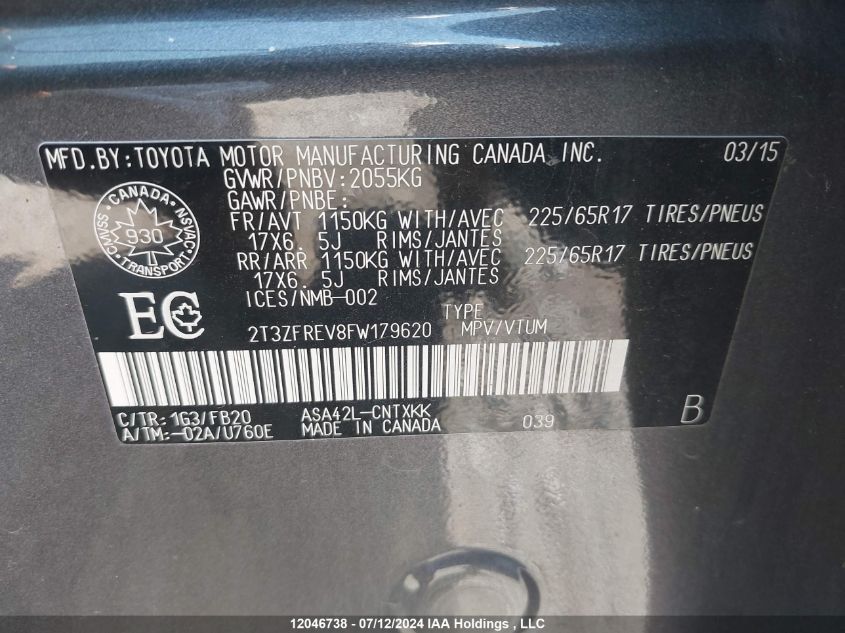 MFD.BY:TOYOTA MOTOR MANUFACTURING CANADA INC. 03/15
GVWR/PNBV:2055KG
GAWR/PNBE:
FR/AVT 1150KG WITH/AVEC 225/65R17 TIRES/PNEUS
17X6.5J RIMS/JANTES
RR/ARR 1150KG WITH/AVEC 225/65R17 TIRES/PNEUS
17X6.5J RIMS/JANTES
ICES/NMB-002
CANADA
CMVSS 930 NSVAC
TRANSPORT
EC
TYPE
2T3ZFREV8FW179620 MPV/VTUM
C/TR: 1G3/FB20 ASA42L-CNTXKK
A/TM:-02A/U760E MADE IN CANADA 039 B
12046738 - 07/12/2024 IAA Holdings , LLC